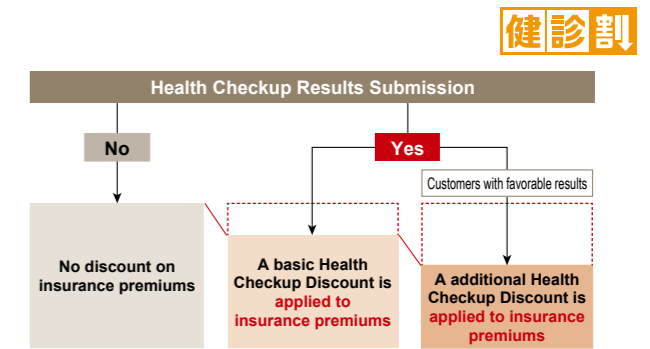 健診割
Health Checkup Results Submission
No
Yes
Customers with favorable results
No discount on
insurance premiums
A basic Health
Checkup Discount is
applied to
insurance premiums
A additional Health
Checkup Discount is
applied to insurance
premiums